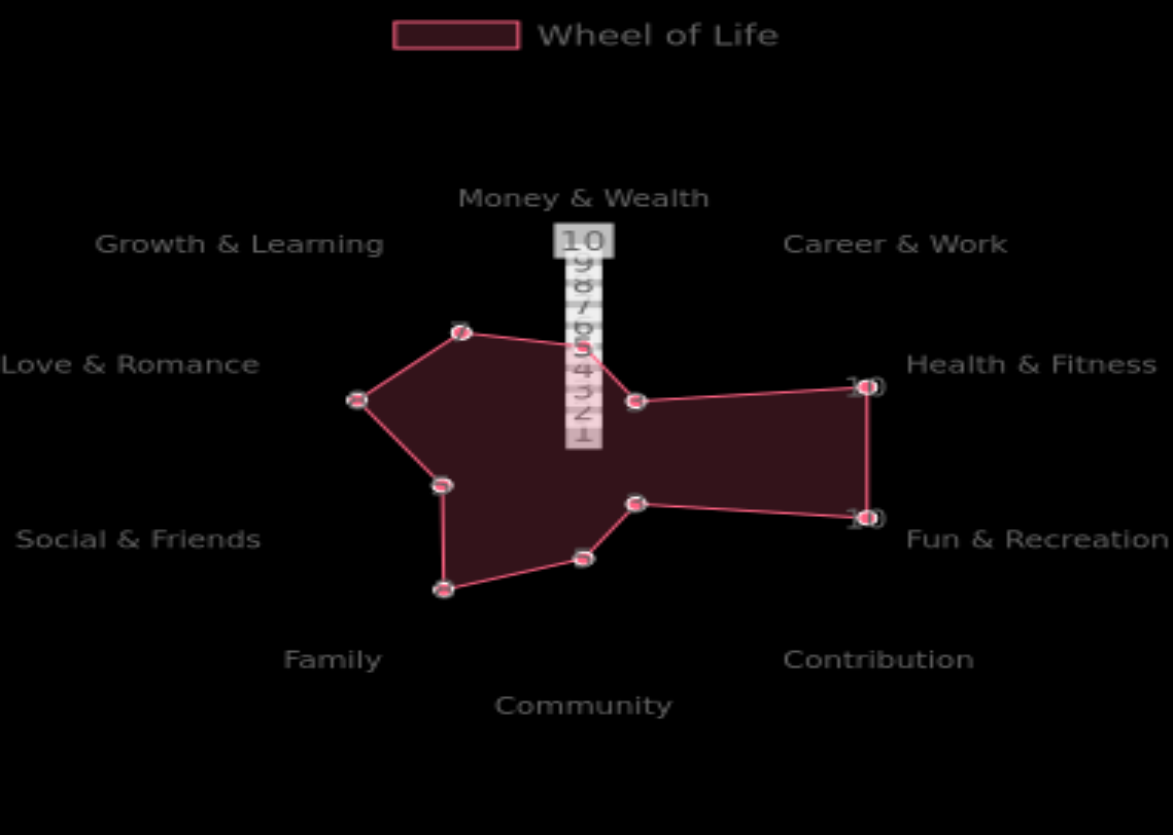 Wheel of Life
Money & Wealth
Growth & Learning
Career & Work
10
9
8
7
6
5
4
3
2
1
Love & Romance
Health & Fitness
10
10
Social & Friends
Fun & Recreation
Family
Contribution
Community